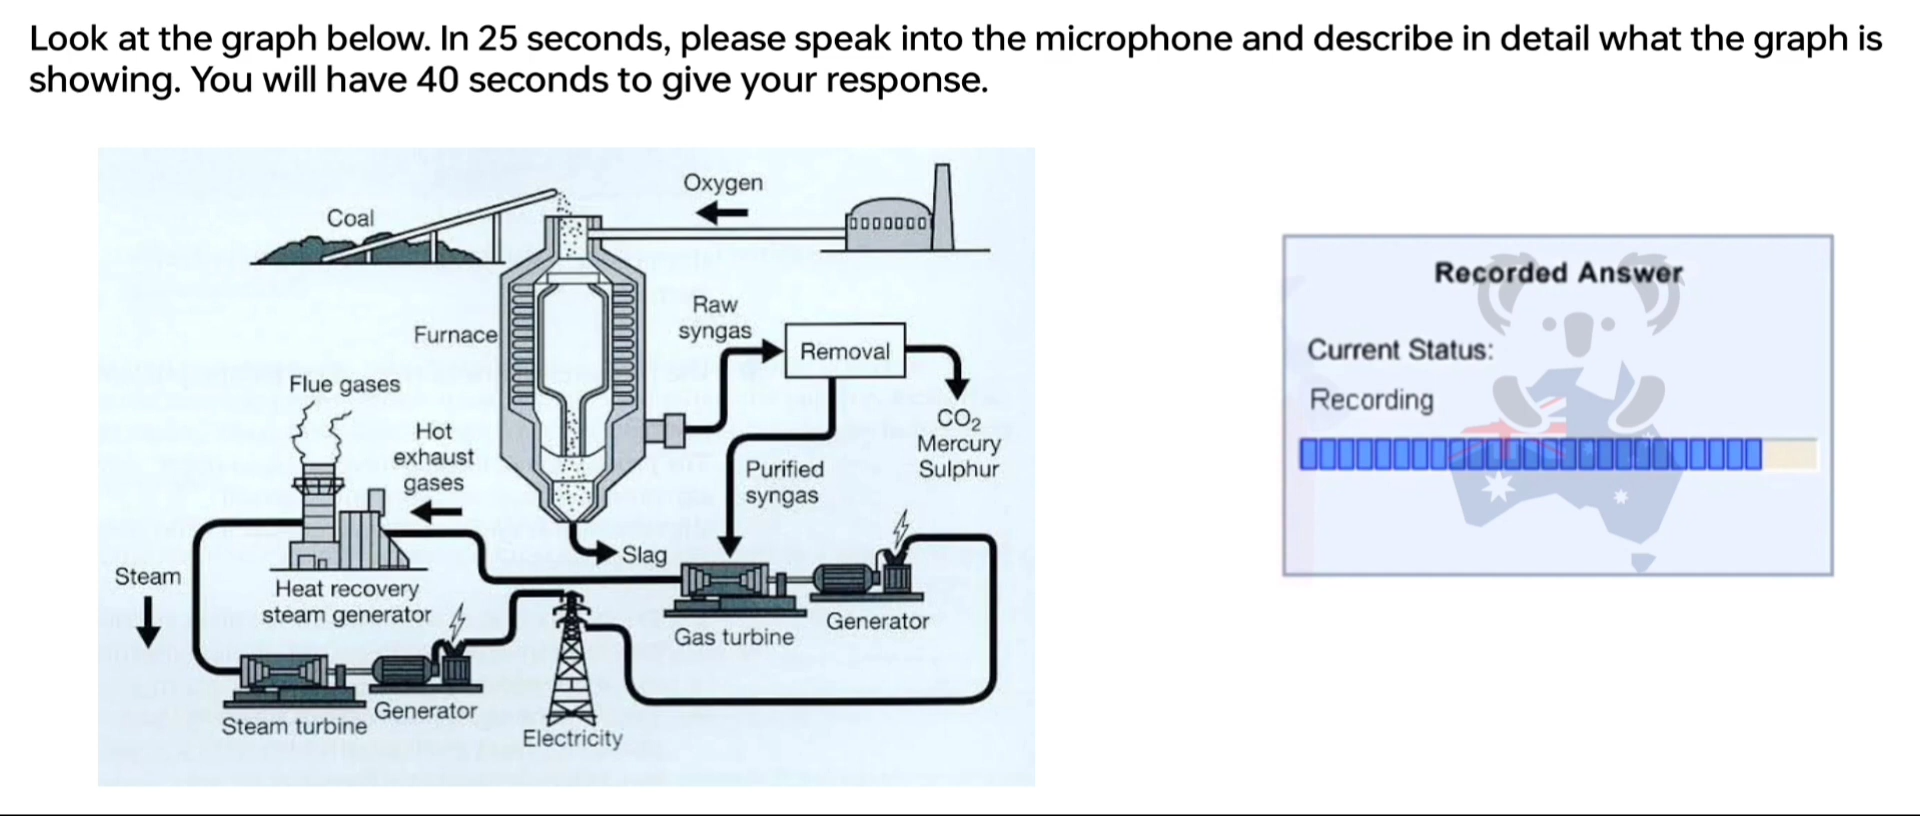 Look at the graph below. In 25 seconds, please speak into the microphone and describe in detail what the graph is
showing. You will have 40 seconds to give your response.
Oxygen
Coal
Raw
syngas
Furnace
Removal
Flue gases
CO₂
Mercury
Sulphur
Hot
exhaust
gases
Purified
syngas
Slag
Steam
Heat recovery
steam generator
Gas turbine
Generator
Steam turbine
Generator
Electricity
Recorded Answer
Current Status:
Recording